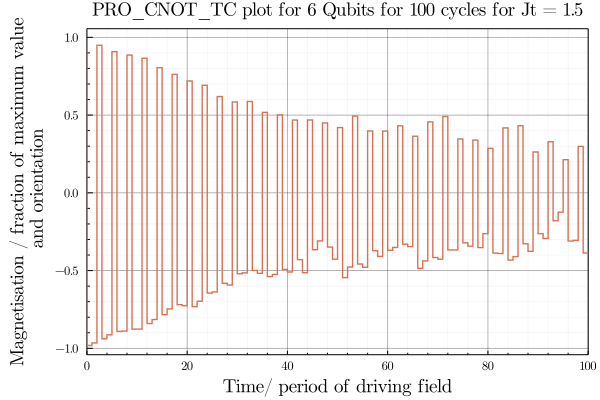 PRO_CNOT_TC plot for 6 Qubits for 100 cycles for Jt = 1.5
Magnetisation / fraction of maximum value
and orientation
1.0
0.5
0.0
−0.5
−1.0
0 20 40 60 80 100
Time/ period of driving field